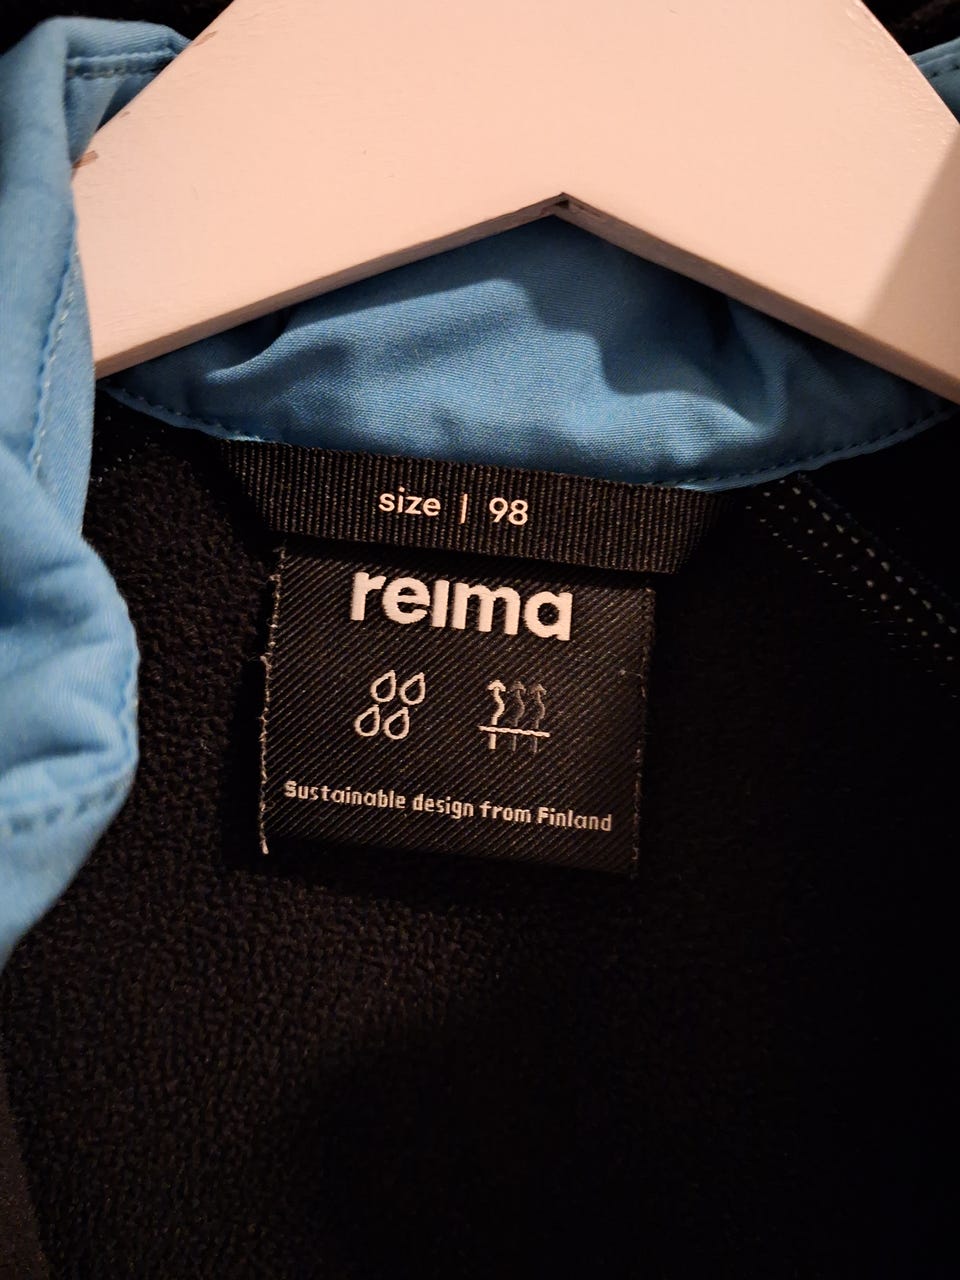 size | 98
reima
Sustainable design from Finland